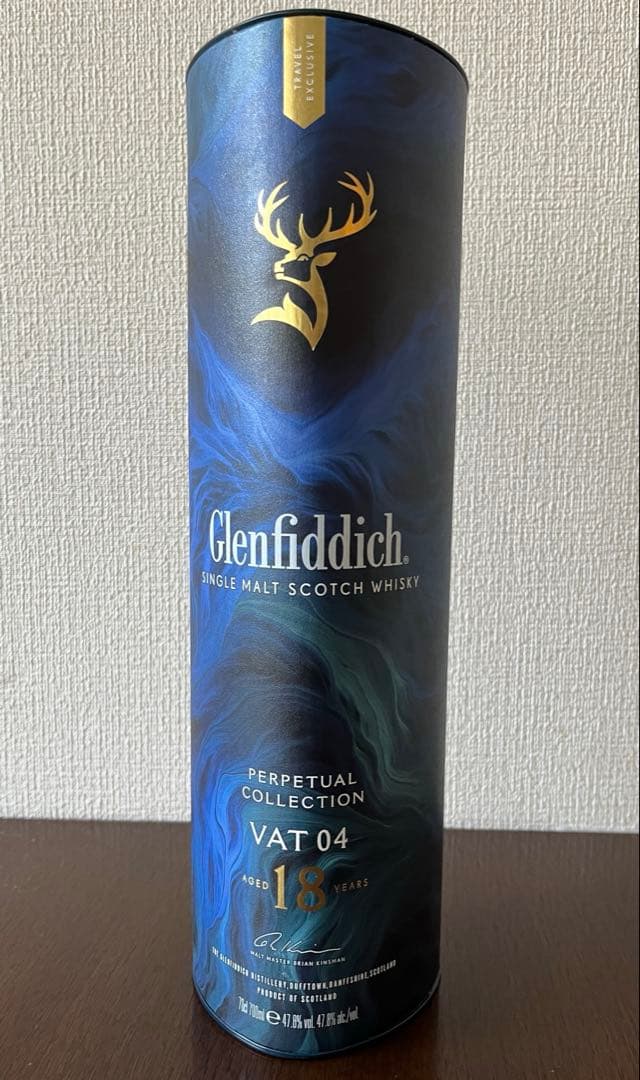 TRAVEL
EXCLUSIVE
Glenfiddich®
SINGLE MALT SCOTCH WHISKY
PERPETUAL
COLLECTION
VAT 04
AGED 18 YEARS
MALT MASTER BRIAN KINSMAN
THE GLENFIDDICH DISTILLERY, DUFFTOWN, BANFFSHIRE, SCOTLAND
PRODUCT OF SCOTLAND
70cl 700ml ℮ 47.8% vol. 47.8% alc./vol.